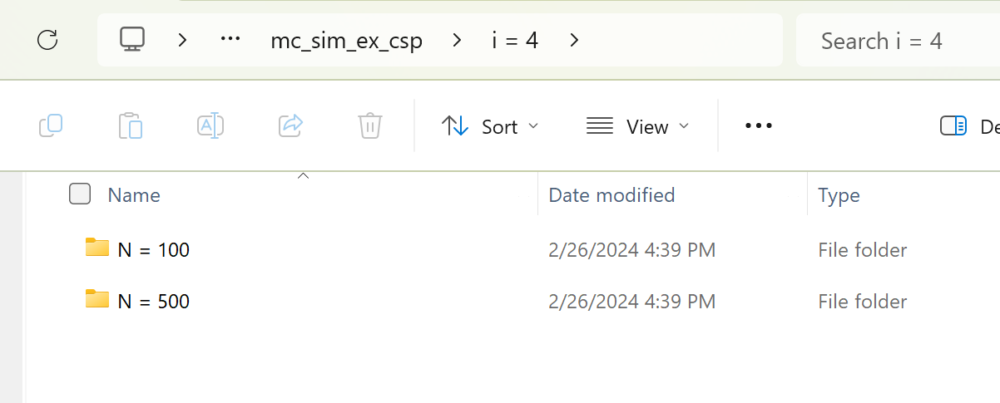 mc_sim_ex_csp > i = 4 > Search i = 4
Sort View De
Name Date modified Type
N = 100 2/26/2024 4:39 PM File folder
N = 500 2/26/2024 4:39 PM File folder